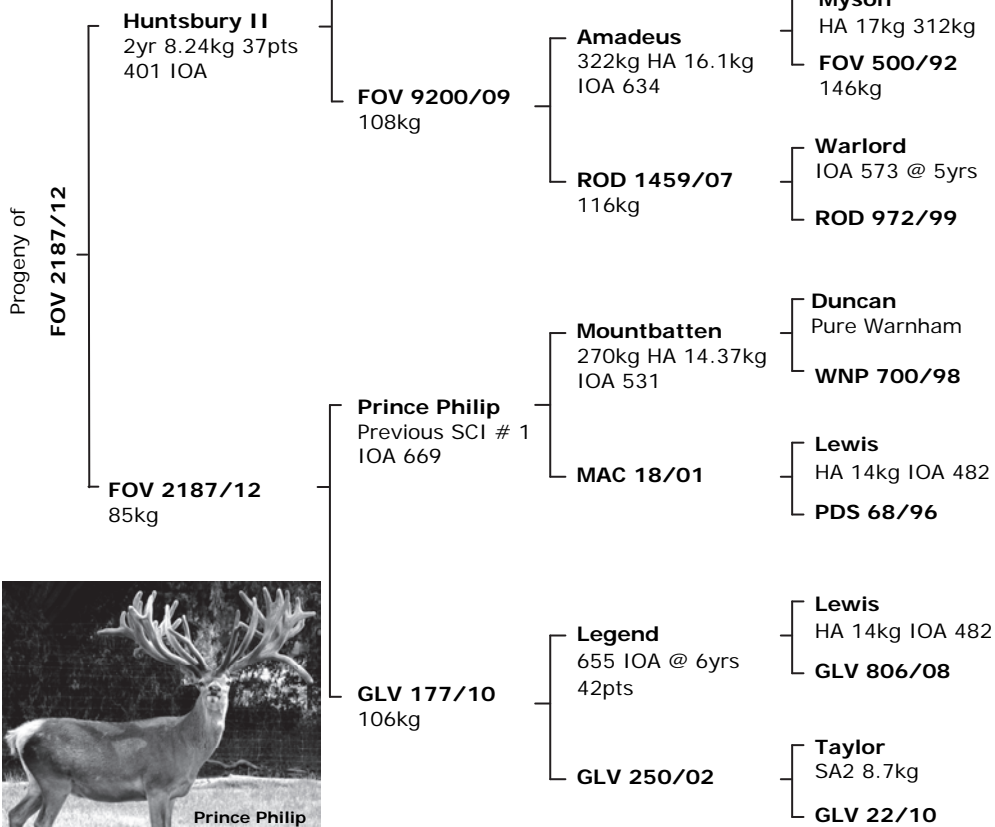 Progeny of
FOV 2187/12
Huntsbury II
2yr 8.24kg 37pts
401 IOA
FOV 9200/09
108kg
Amadeus
322kg HA 16.1kg
IOA 634
Myson
HA 17kg 312kg
FOV 500/92
146kg
ROD 1459/07
116kg
Warlord
IOA 573 @ 5yrs
ROD 972/99
FOV 2187/12
85kg
Prince Philip
Previous SCI # 1
IOA 669
Mountbatten
270kg HA 14.37kg
IOA 531
Duncan
Pure Warnham
WNP 700/98
MAC 18/01
Lewis
HA 14kg IOA 482
PDS 68/96
GLV 177/10
106kg
Legend
655 IOA @ 6yrs
42pts
Lewis
HA 14kg IOA 482
GLV 806/08
GLV 250/02
Taylor
SA2 8.7kg
GLV 22/10
Prince Philip